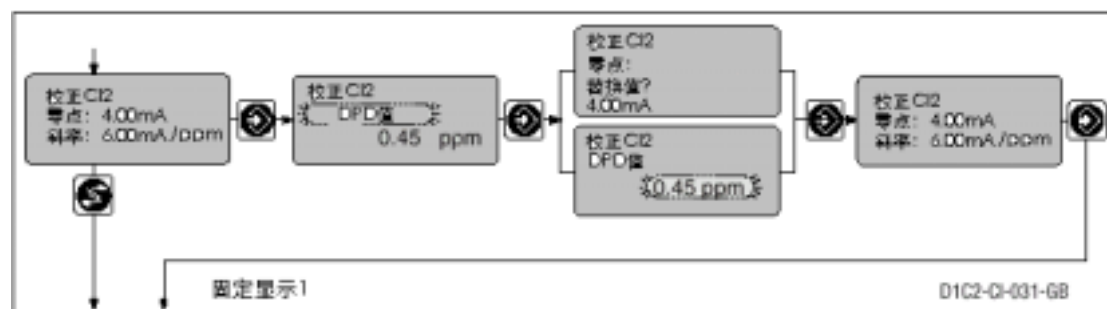 校正Cl2
零点: 4.00mA
斜率: 6.00mA/ppm
校正Cl2
DPD值
0.45 ppm
校正Cl2
零点:
替换值?
4.00mA
校正Cl2
DPD值
0.45 ppm
校正Cl2
零点: 4.00mA
斜率: 6.00mA/ppm
固定显示1
D1C2-Cl-031-GB